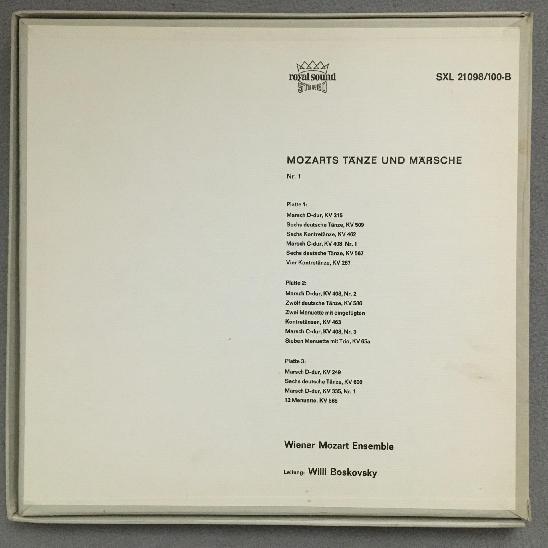 royal sound
STEREO
SXL 21098/100-B
MOZARTS TÄNZE UND MÄRSCHE
Nr. 1
Platte 1:
Marsch D-dur, KV 215
Sechs deutsche Tänze, KV 509
Sechs Kontretänze, KV 462
Marsch C-dur, KV 408, Nr. 1
Sechs deutsche Tänze, KV 567
Vier Kontretänze, KV 267
Platte 2:
Marsch D-dur, KV 408, Nr. 2
Zwölf deutsche Tänze, KV 586
Zwei Menuette mit eingefügten
Kontretänzen, KV 463
Marsch C-dur, KV 408, Nr. 3
Sieben Menuette mit Trio, KV 65a
Platte 3:
Marsch D-dur, KV 249
Sechs deutsche Tänze, KV 600
Marsch D-dur, KV 335, Nr. 1
12 Menuette, KV 568
Wiener Mozart Ensemble
Leitung: Willi Boskovsky